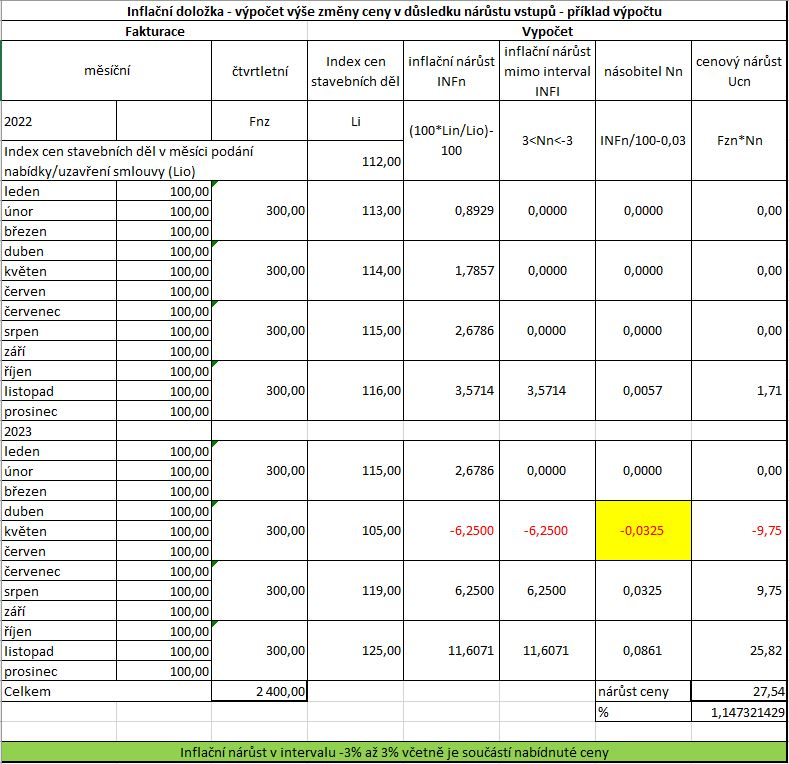 Inflační doložka - výpočet výše změny ceny v důsledku nárůstu vstupů - příklad výpočtu
Fakturace Vypočet
měsíční čtvrtletní Index cen stavebních děl inflační nárůst INFn inflační nárůst mimo interval INFI násobitel Nn cenový nárůst Ucn
2022 Fnz Li (100*Lin/Lio)-100 3<Nn<-3 INFn/100-0,03 Fzn*Nn
Index cen stavebních děl v měsíci podání
nabídky/uzavření smlouvy (Lio) 112,00
leden 100,00
únor 100,00 300,00 113,00 0,8929 0,0000 0,0000 0,00
březen 100,00
duben 100,00
květen 100,00 300,00 114,00 1,7857 0,0000 0,0000 0,00
červen 100,00
červenec 100,00
srpen 100,00 300,00 115,00 2,6786 0,0000 0,0000 0,00
září 100,00
říjen 100,00
listopad 100,00 300,00 116,00 3,5714 3,5714 0,0057 1,71
prosinec 100,00
2023
leden 100,00
únor 100,00 300,00 115,00 2,6786 0,0000 0,0000 0,00
březen 100,00
duben 100,00
květen 100,00 300,00 105,00 -6,2500 -6,2500 -0,0325 -9,75
červen 100,00
červenec 100,00
srpen 100,00 300,00 119,00 6,2500 6,2500 0,0325 9,75
září 100,00
říjen 100,00
listopad 100,00 300,00 125,00 11,6071 11,6071 0,0861 25,82
prosinec 100,00
Celkem 2 400,00 nárůst ceny 27,54
% 1,147321429
Inflační nárůst v intervalu -3% až 3% včetně je součástí nabídnuté ceny